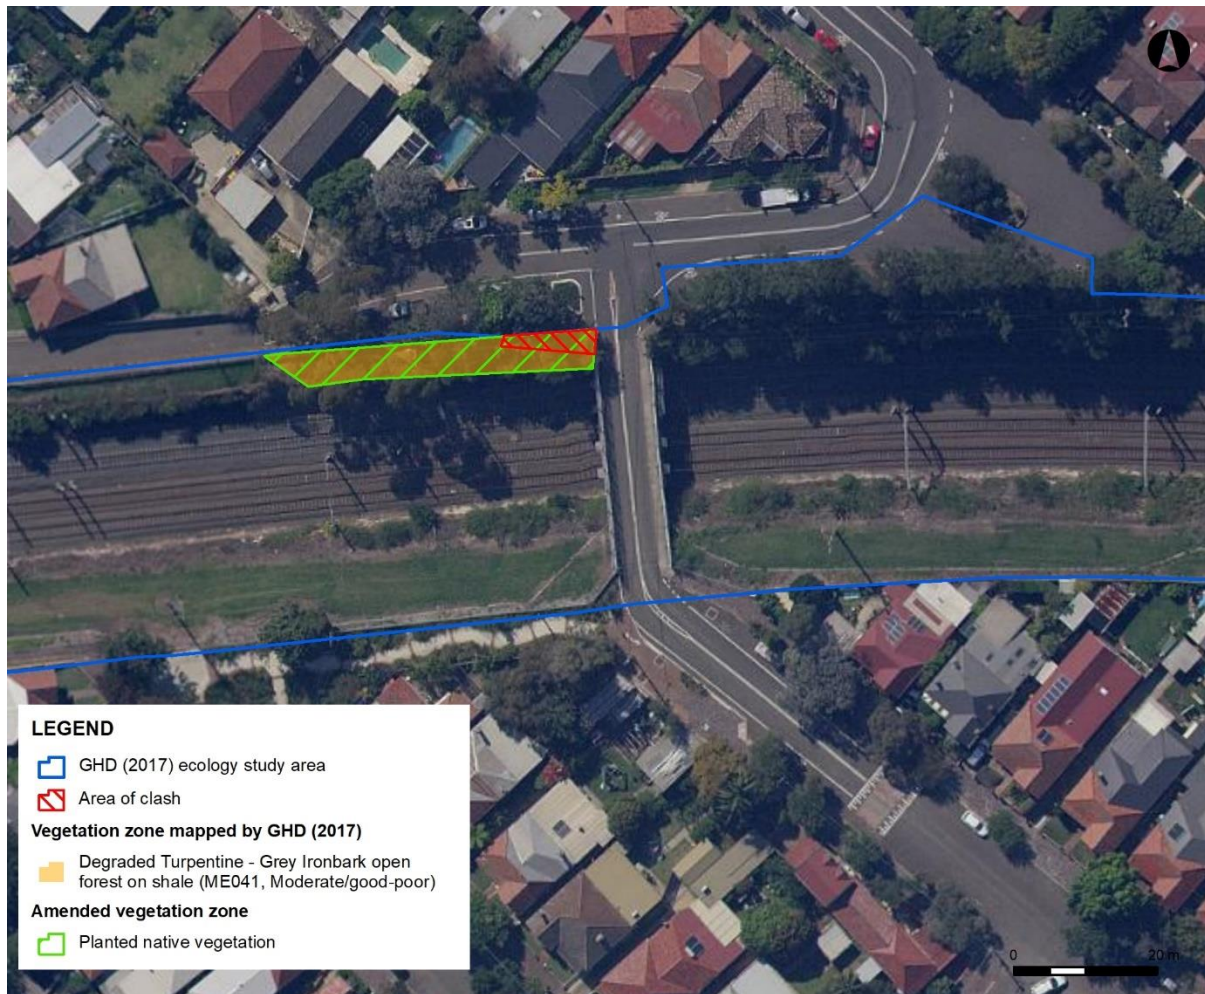 LEGEND
GHD (2017) ecology study area
Area of clash
Vegetation zone mapped by GHD (2017)
Degraded Turpentine - Grey Ironbark open
forest on shale (ME041, Moderate/good-poor)
Amended vegetation zone
Planted native vegetation
0 20 m